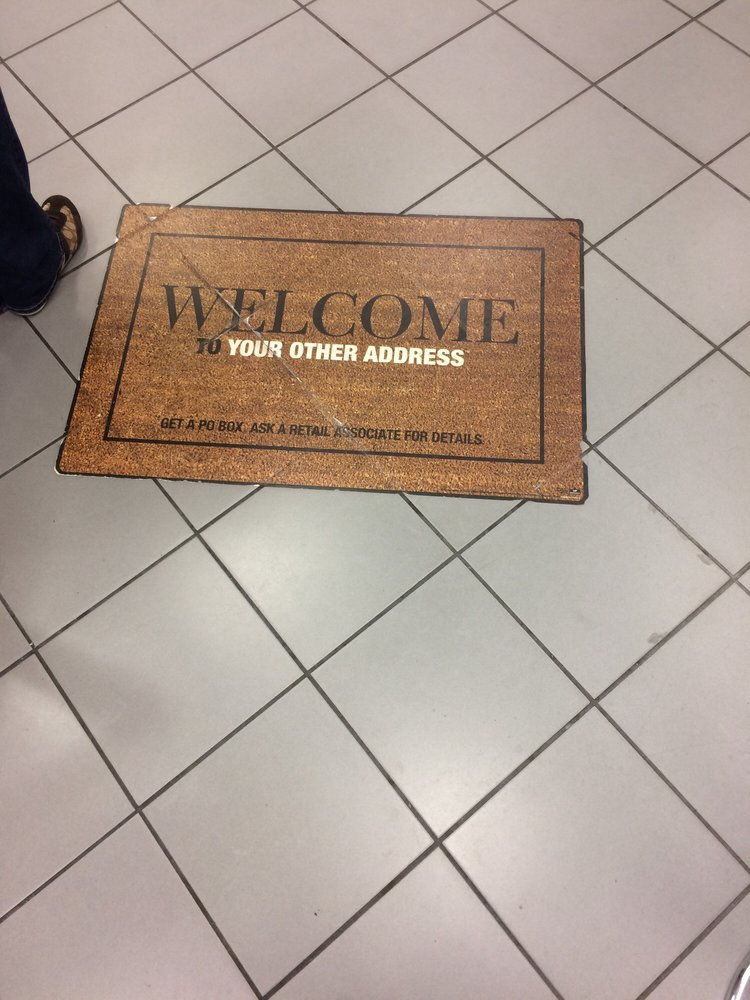 WELCOME
TO YOUR OTHER ADDRESS
GET A PO BOX ASK A RETAIL ASSOCIATE FOR DETAILS.